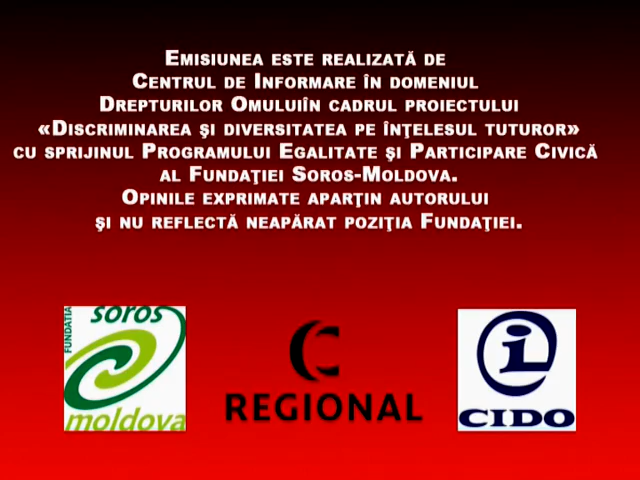 Emisiunea este realizată de
Centrul de Informare în domeniul
Drepturilor Omuluiîn cadrul proiectului
«Discriminarea şi diversitatea pe înţelesul tuturor»
cu sprijinul Programului Egalitate şi Participare Civică
al Fundaţiei Soros-Moldova.
Opinile exprimate aparţin autorului
şi nu reflectă neapărat poziţia Fundaţiei.
FUNDATIA
soros
moldova
C
REGIONAL
i
CIDO